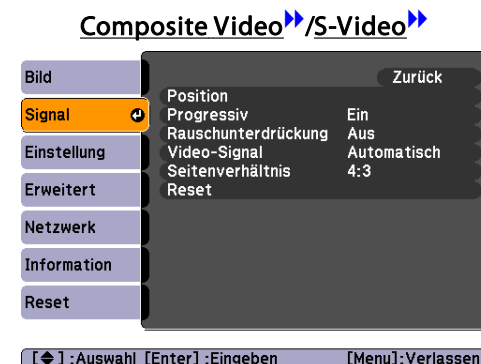 Composite Video/S-Video
Bild
Signal
Einstellung
Erweitert
Netzwerk
Information
Reset
Zurück
Position
Progressiv Ein
Rauschunterdrückung Aus
Video-Signal Automatisch
Seitenverhältnis 4:3
Reset
[ ] :Auswahl [Enter] :Eingeben [Menu]:Verlassen